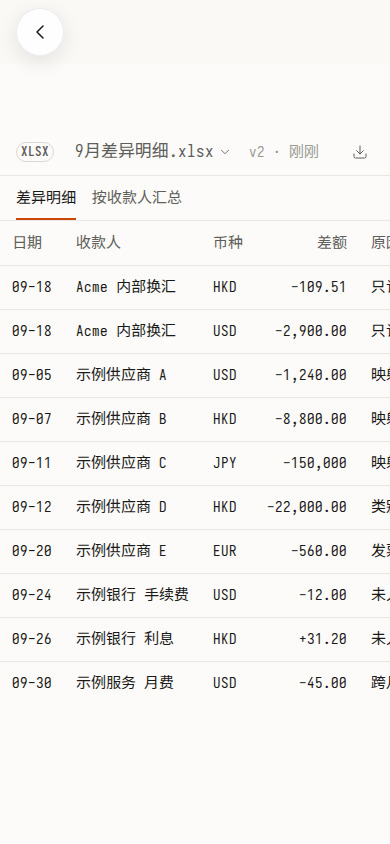 XLSX 9月差异明细.xlsx v2 · 刚刚
差异明细 按收款人汇总
日期 收款人 币种 差额 原因
09-18 Acme 内部换汇 HKD -109.51 只
09-18 Acme 内部换汇 USD -2,900.00 只
09-05 示例供应商 A USD -1,240.00 映
09-07 示例供应商 B HKD -8,800.00 映
09-11 示例供应商 C JPY -150,000 映
09-12 示例供应商 D HKD -22,000.00 类
09-20 示例供应商 E EUR -560.00 发
09-24 示例银行 手续费 USD -12.00 未
09-26 示例银行 利息 HKD +31.20 未
09-30 示例服务 月费 USD -45.00 跨